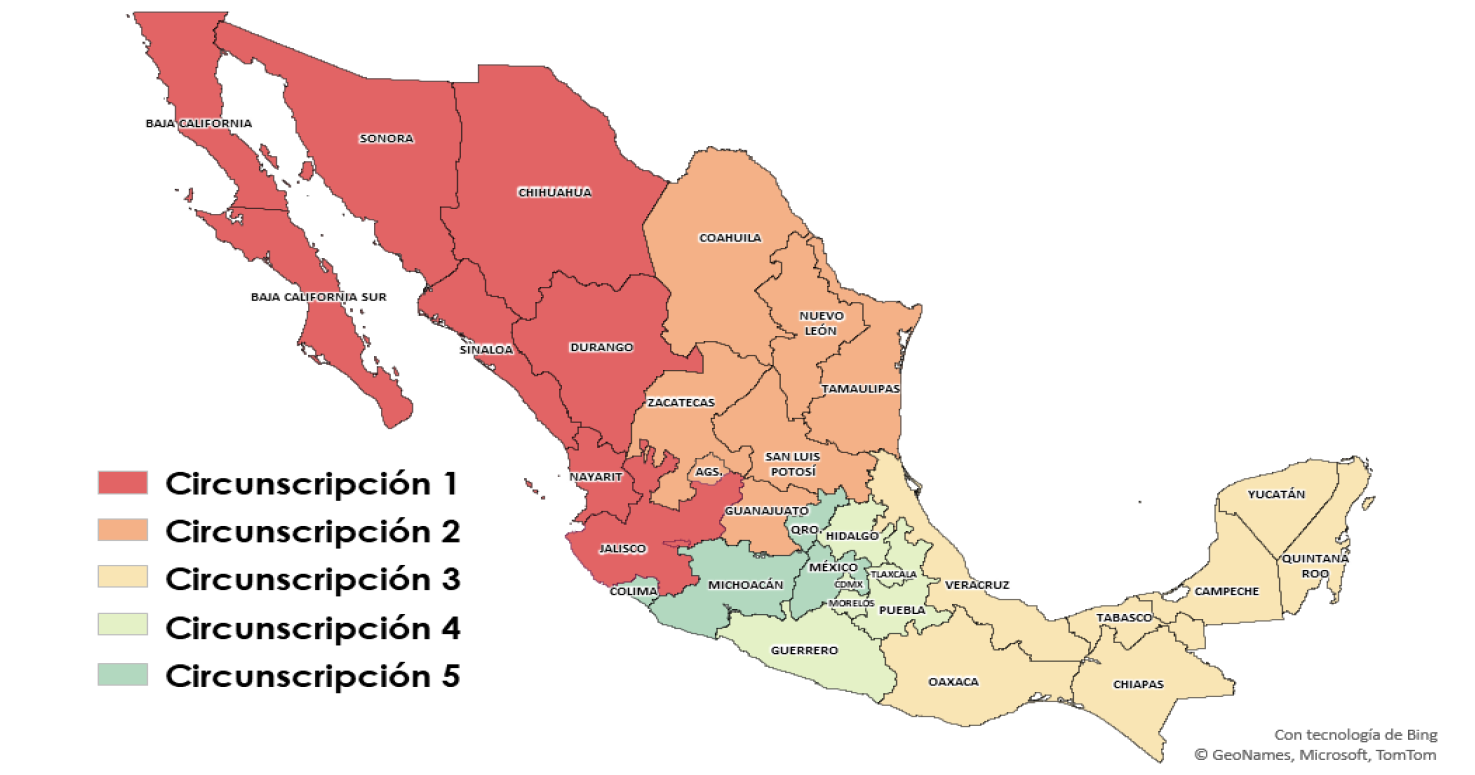 BAJA CALIFORNIA
SONORA
CHIHUAHUA
COAHUILA
BAJA CALIFORNIA SUR
NUEVO
LEÓN
SINALOA
DURANGO
TAMAULIPAS
ZACATECAS
SAN LUIS
POTOSÍ
AGS.
NAYARIT
GUANAJUATO
QRO.
HIDALGO
JALISCO
MÉXICO
TLAXCALA
CDMX
COLIMA
MICHOACÁN
MORELOS
PUEBLA
VERACRUZ
GUERRERO
OAXACA
TABASCO
CHIAPAS
CAMPECHE
YUCATÁN
QUINTANA
ROO
Circunscripción 1
Circunscripción 2
Circunscripción 3
Circunscripción 4
Circunscripción 5
Con tecnología de Bing
© GeoNames, Microsoft, TomTom